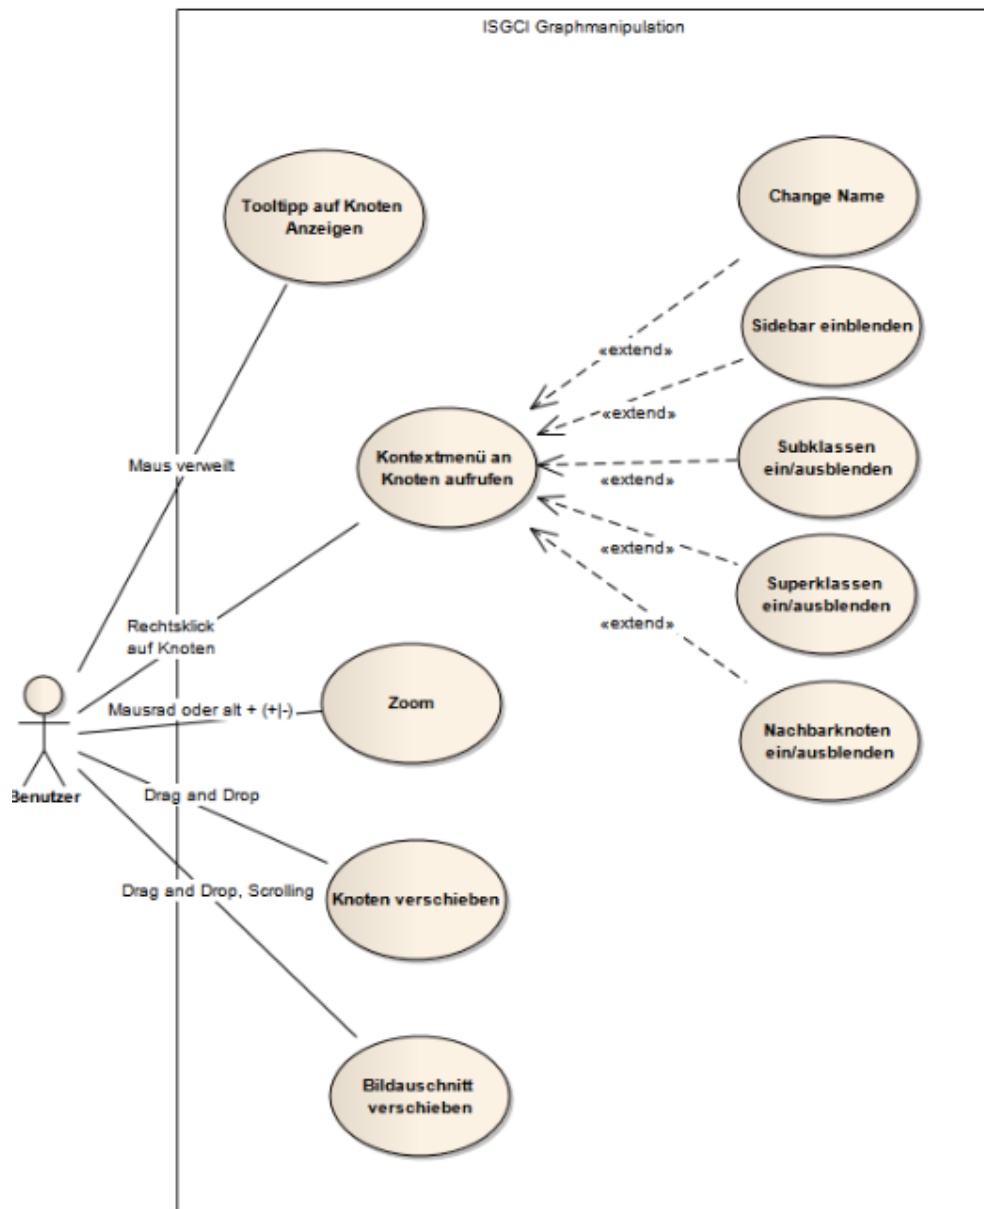 ISGCI Graphmanipulation
Tooltipp auf Knoten
Anzeigen
Change Name
Sidebar einblenden
«extend»
«extend»
Maus verweilt
Kontextmenü an
Knoten aufrufen
Subklassen
ein/ausblenden
«extend»
«extend»
Superklassen
ein/ausblenden
«extend»
Rechtsklick
auf Knoten
Zoom
Mausrad oder alt + (+|-)
Nachbarknoten
ein/ausblenden
Benutzer
Drag and Drop
Drag and Drop, Scrolling
Knoten verschieben
Bildauschnitt
verschieben